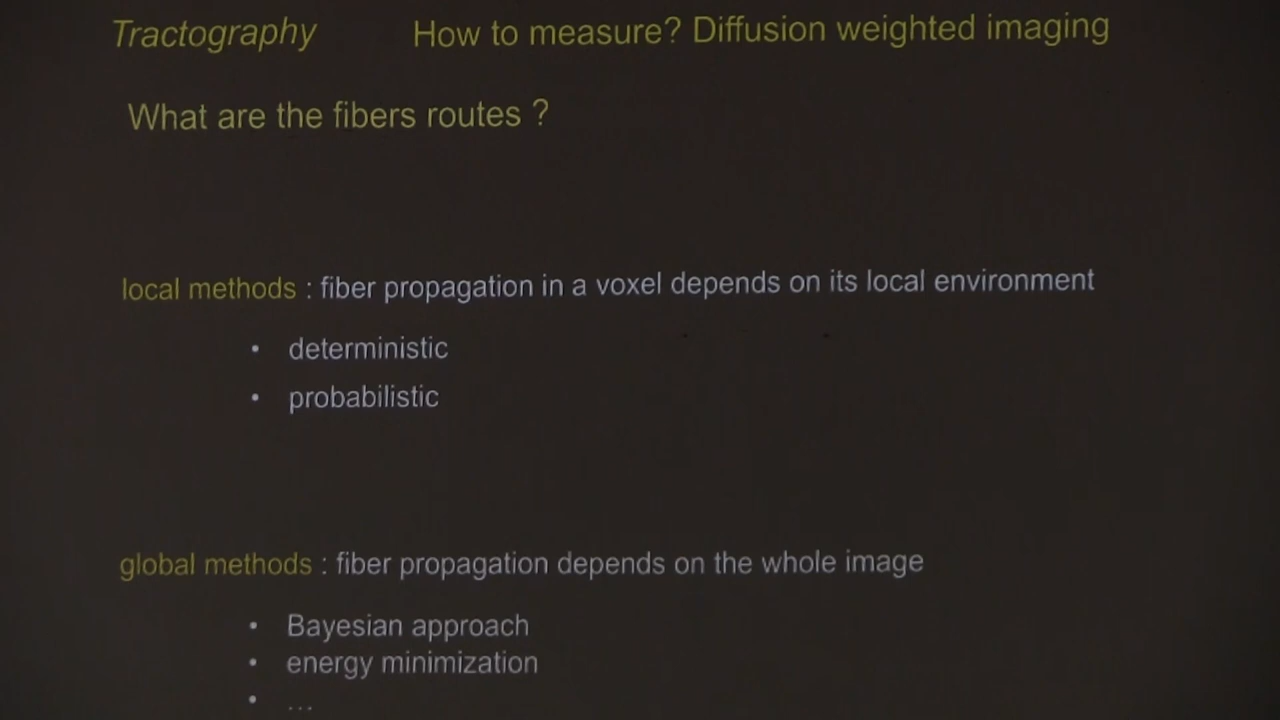 Tractography How to measure? Diffusion weighted imaging
What are the fibers routes ?
local methods : fiber propagation in a voxel depends on its local environment
• deterministic
• probabilistic
global methods : fiber propagation depends on the whole image
• Bayesian approach
• energy minimization
• ...